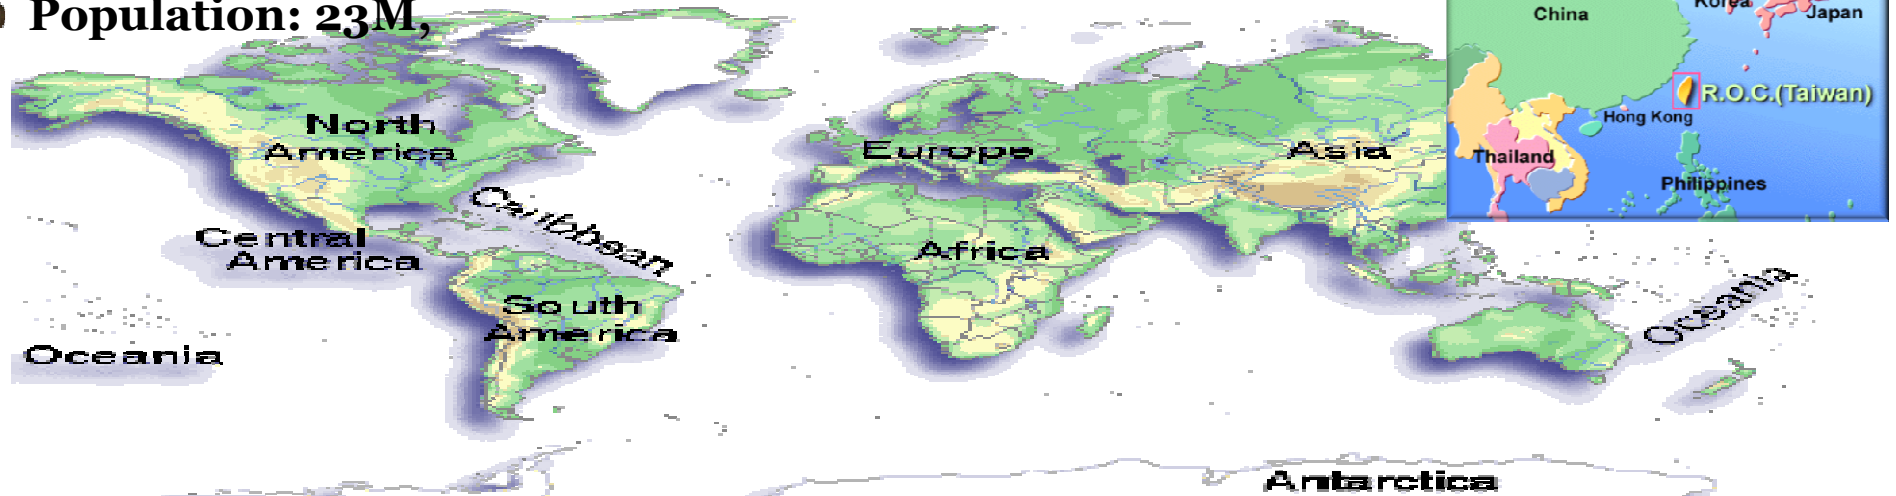 Population: 23M,
China
Korea
Japan
R.O.C.(Taiwan)
Hong Kong
Thailand
Philippines
North
America
Europe
Asia
Caribbean
Central
America
Africa
South
America
Oceania
Oceania
Antarctica